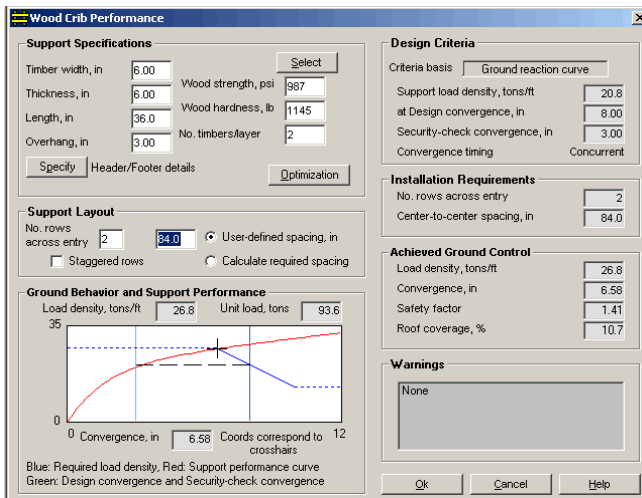 Wood Crib Performance
Support Specifications
Timber width, in 6.00
Thickness, in 6.00
Length, in 36.0
Overhang, in 3.00
Select
Wood strength, psi 987
Wood hardness, lb 1145
No. timbers/layer 2
Specify Header/Footer details
Optimization
Support Layout
No. rows across entry 2 84.0
User-defined spacing, in
Staggered rows
Calculate required spacing
Ground Behavior and Support Performance
Load density, tons/ft 26.8 Unit load, tons 93.6
35
0
0 Convergence, in 6.58 Coords correspond to crosshairs 12
Blue: Required load density, Red: Support performance curve
Green: Design convergence and Security-check convergence
Design Criteria
Criteria basis Ground reaction curve
Support load density, tons/ft 20.8
at Design convergence, in 8.00
Security-check convergence, in 3.00
Convergence timing Concurrent
Installation Requirements
No. rows across entry 2
Center-to-center spacing, in 84.0
Achieved Ground Control
Load density, tons/ft 26.8
Convergence, in 6.58
Safety factor 1.41
Roof coverage, % 10.7
Warnings
None
Ok Cancel Help